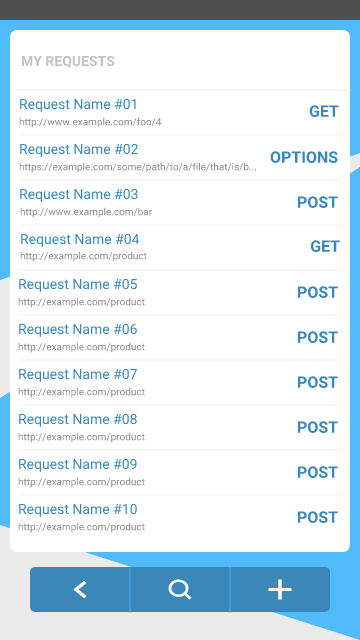 MY REQUESTS
Request Name #01
GET
http://www.example.com/foo/4
Request Name #02
OPTIONS
https://example.com/some/path/to/a/file/that/is/b...
Request Name #03
POST
http://www.example.com/bar
Request Name #04
GET
http://example.com/product
Request Name #05
POST
http://example.com/product
Request Name #06
POST
http://example.com/product
Request Name #07
POST
http://example.com/product
Request Name #08
POST
http://example.com/product
Request Name #09
POST
http://example.com/product
Request Name #10
POST
http://example.com/product